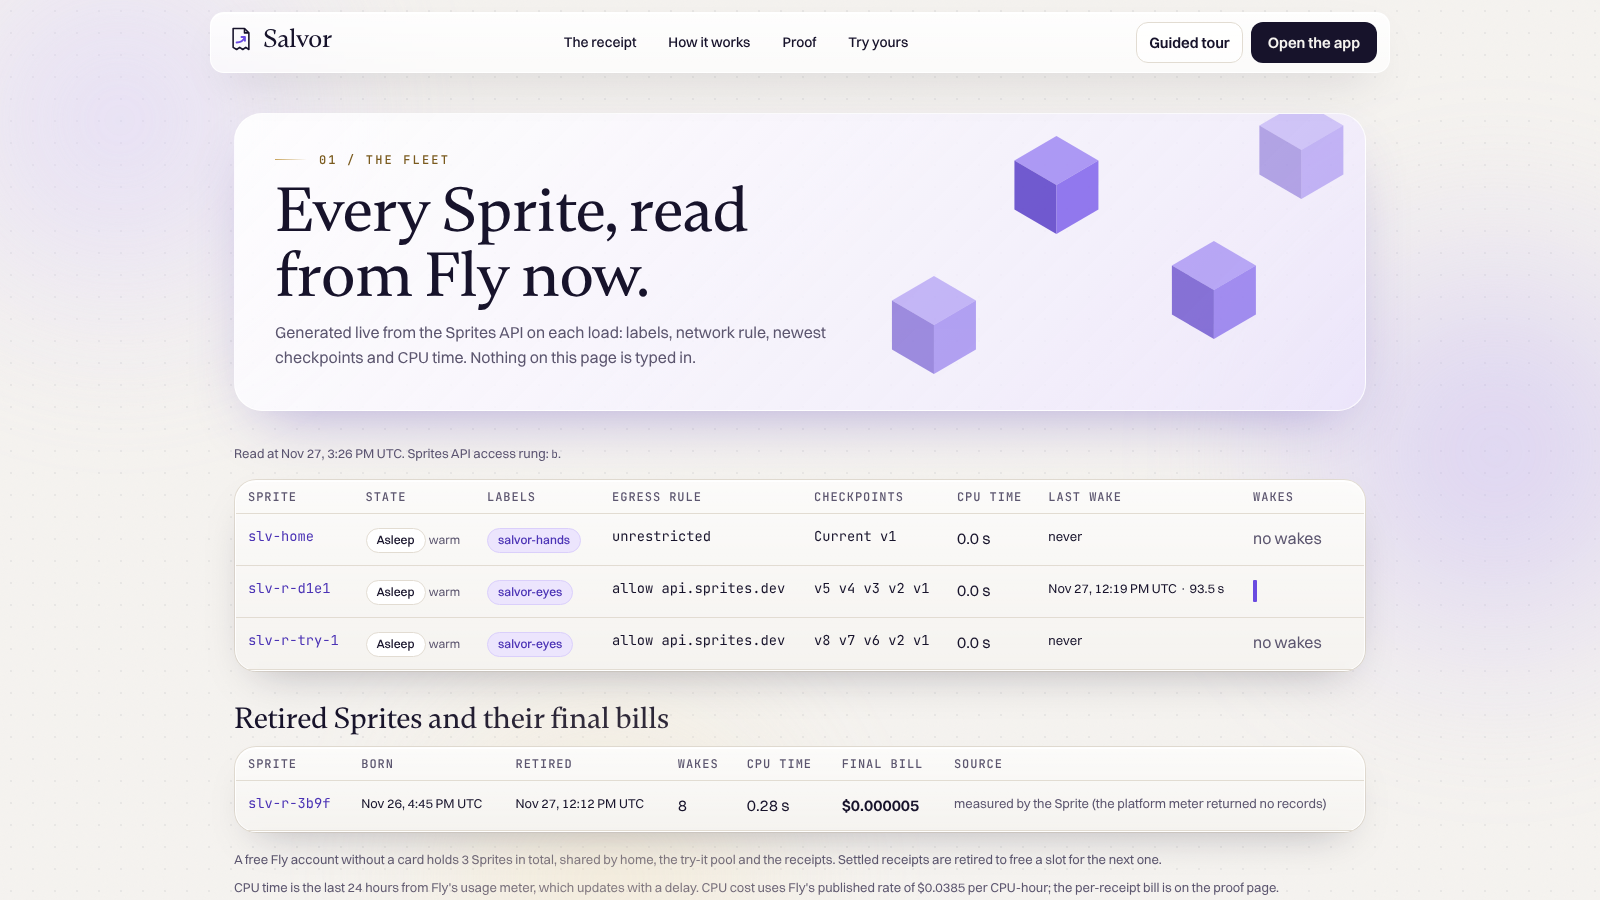 Salvor
The receipt
How it works
Proof
Try yours
Guided tour
Open the app
01 / THE FLEET
Every Sprite, read
from Fly now.
Generated live from the Sprites API on each load: labels, network rule, newest
checkpoints and CPU time. Nothing on this page is typed in.
Read at Nov 27, 3:26 PM UTC. Sprites API access rung: b.
SPRITE STATE LABELS EGRESS RULE CHECKPOINTS CPU TIME LAST WAKE WAKES
slv-home Asleep warm salvor-hands unrestricted Current v1 0.0 s never no wakes
slv-r-d1e1 Asleep warm salvor-eyes allow api.sprites.dev v5 v4 v3 v2 v1 0.0 s Nov 27, 12:19 PM UTC · 93.5 s
slv-r-try-1 Asleep warm salvor-eyes allow api.sprites.dev v8 v7 v6 v2 v1 0.0 s never no wakes
Retired Sprites and their final bills
SPRITE BORN RETIRED WAKES CPU TIME FINAL BILL SOURCE
slv-r-3b9f Nov 26, 4:45 PM UTC Nov 27, 12:12 PM UTC 8 0.28 s $0.000005 measured by the Sprite (the platform meter returned no records)
A free Fly account without a card holds 3 Sprites in total, shared by home, the try-it pool and the receipts. Settled receipts are retired to free a slot for the next one.
CPU time is the last 24 hours from Fly's usage meter, which updates with a delay. CPU cost uses Fly's published rate of $0.0385 per CPU-hour; the per-receipt bill is on the proof page.